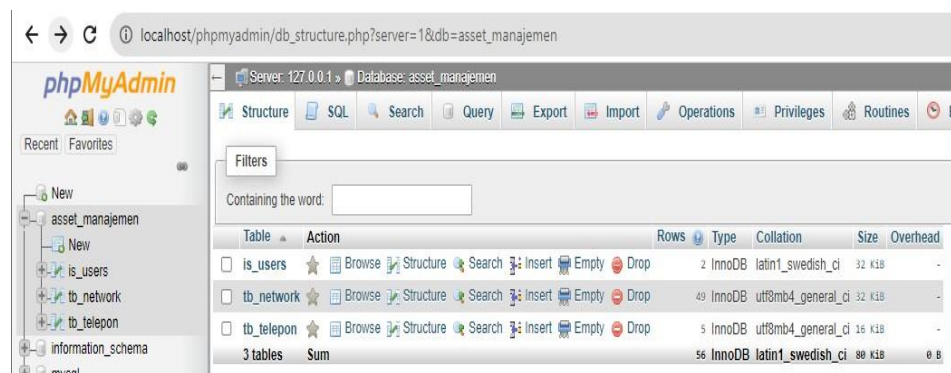 localhost/phpmyadmin/db_structure.php?server=1&db=asset_manajemen
phpMyAdmin
Recent Favorites
New
asset_manajemen
New
is_users
tb_network
tb_telepon
information_schema
mysql
Server: 127.0.0.1 » Database: asset_manajemen
Structure SQL Search Query Export Import Operations Privileges Routines
Filters
Containing the word:
Table Action Rows Type Collation Size Overhead
is_users Browse Structure Search Insert Empty Drop 2 InnoDB latin1_swedish_ci 32 KiB -
tb_network Browse Structure Search Insert Empty Drop 49 InnoDB utf8mb4_general_ci 32 KiB -
tb_telepon Browse Structure Search Insert Empty Drop 5 InnoDB utf8mb4_general_ci 16 KiB -
3 tables Sum 56 InnoDB latin1_swedish_ci 80 KiB 0 B